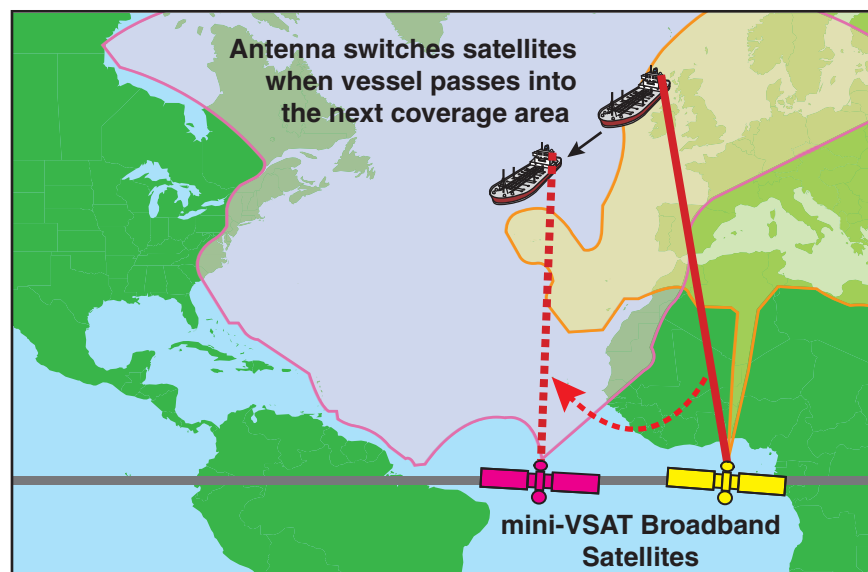 Antenna switches satellites
when vessel passes into
the next coverage area
mini-VSAT Broadband
Satellites